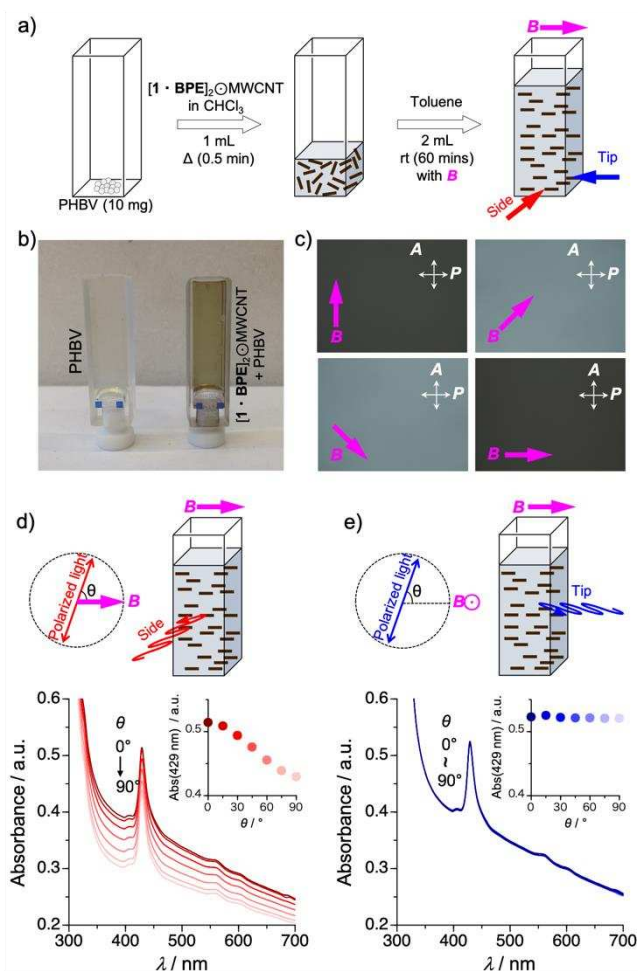 a)
B
[1・BPE]₂⊙MWCNT
in CHCl₃
1 mL
Δ (0.5 min)
Toluene
2 mL
rt (60 mins)
with B
Tip
Side
PHBV (10 mg)
b)
PHBV
[1・BPE]₂⊙MWCNT
+ PHBV
c)
A
P
B
A
P
B
A
P
B
A
P
B
d)
B
Polarized light
θ
B
Side
0.6
0.5
0.4
0.3
0.2
Absorbance / a.u.
θ
0°
90°
Abs(429 nm) / a.u.
0.5
0.4
0 30 60 90
θ / °
300 400 500 600 700
λ / nm
e)
B
Polarized light
θ
B
Tip
0.6
0.5
0.4
0.3
0.2
Absorbance / a.u.
θ
0°
~
90°
Abs(429 nm) / a.u.
0.5
0.4
0 30 60 90
θ / °
300 400 500 600 700
λ / nm